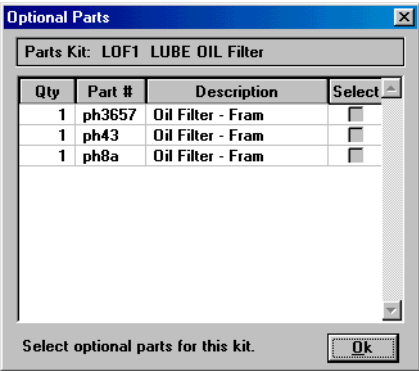 Optional Parts
Parts Kit: LOF1 LUBE OIL Filter
Qty Part # Description Select
1 ph3657 Oil Filter - Fram
1 ph43 Oil Filter - Fram
1 ph8a Oil Filter - Fram
Select optional parts for this kit. Ok